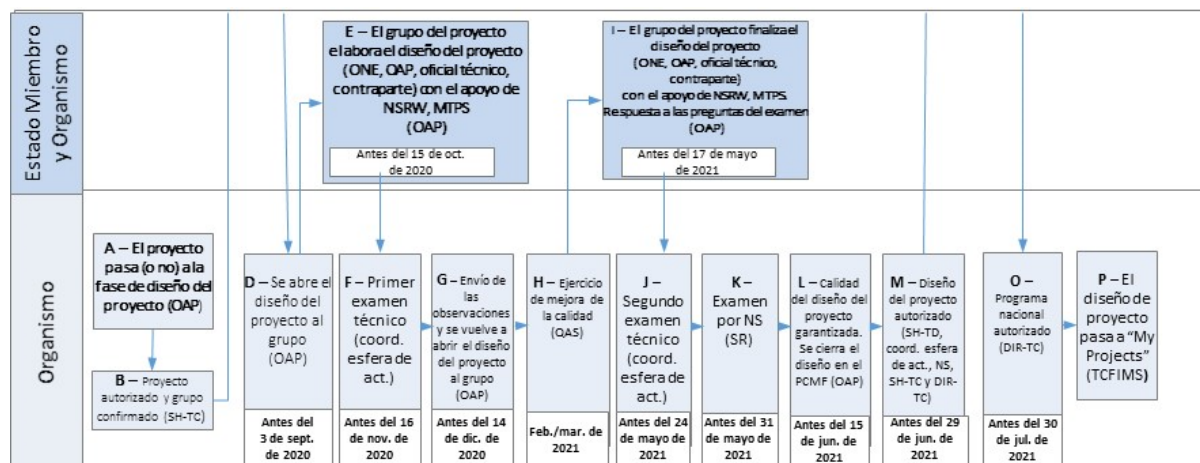 Estado Miembro
y Organismo
E – El grupo del proyecto
elabora el diseño del proyecto
(ONE, OAP, oficial técnico,
contraparte) con el apoyo de
NSRW, MTPS
(OAP)
Antes del 15 de oct.
de 2020
I – El grupo del proyecto finaliza el
diseño del proyecto
(ONE, OAP, oficial técnico,
contraparte)
con el apoyo de NSRW, MTPS.
Respuesta a las preguntas del examen
(OAP)
Antes del 17 de mayo
de 2021
Organismo
A – El proyecto
pasa (o no) a la
fase de diseño del
proyecto (OAP)
B – Proyecto
autorizado y grupo
confirmado (SH-TC)
D – Se abre el
diseño del
proyecto al
grupo
(OAP)
Antes del
3 de sept.
de 2020
F – Primer
examen
técnico
(coord.
esfera de
act.)
Antes del 16
de nov. de
2020
G – Envío de
las
observaciones
y se vuelve a
abrir el diseño
del proyecto
al grupo
(OAP)
Antes del 14
de dic. de
2020
H – Ejercicio
de mejora de
la calidad
(QAS)
Feb./mar. de
2021
J –
Segundo
examen
técnico
(coord.
esfera de
act.)
Antes del 24
de mayo de
2021
K –
Examen
por NS
(SR)
Antes del 31
de mayo de
2021
L – Calidad
del diseño del
proyecto
garantizada.
Se cierra el
diseño en el
PCMF (OAP)
Antes del 15
de jun. de
2021
M – Diseño
del proyecto
autorizado
(SH-TD,
coord. esfera
de act., NS,
SH-TC y DIR-
TC)
Antes del 29
de jun. de
2021
O –
Programa
nacional
autorizado
(DIR-TC)
Antes del 30
de jul. de
2021
P – El
diseño de
proyecto
pasa a “My
Projects”
(TCFIMS)